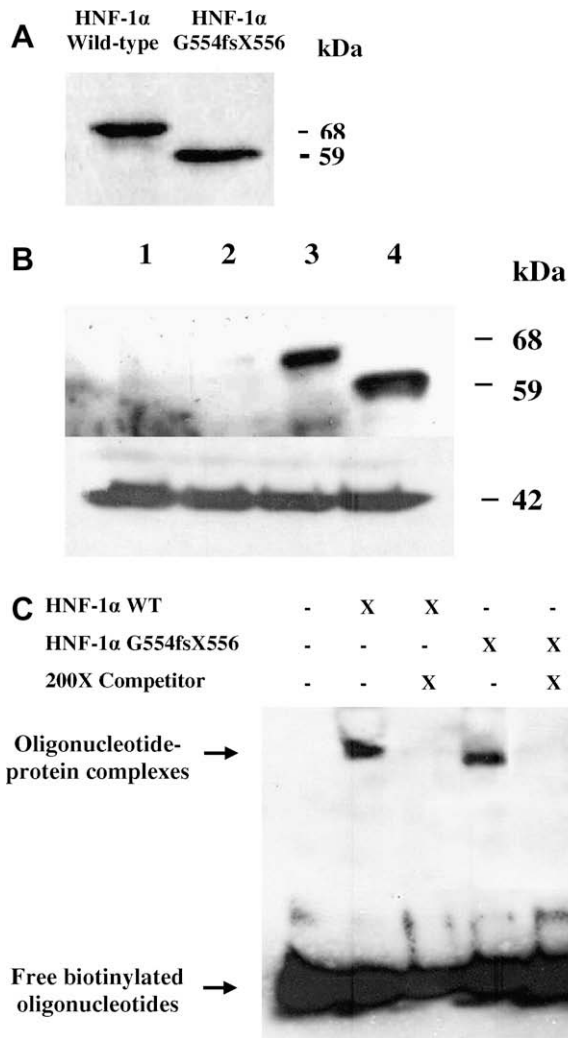 A
HNF-1α HNF-1α
Wild-type G554fsX556 kDa
- 68
- 59
B
1 2 3 4
kDa
- 68
- 59
- 42
C HNF-1α WT - X X - -
HNF-1α G554fsX556 - - - X X
200X Competitor - - X - X
Oligonucleotide-
protein complexes
Free biotinylated
oligonucleotides